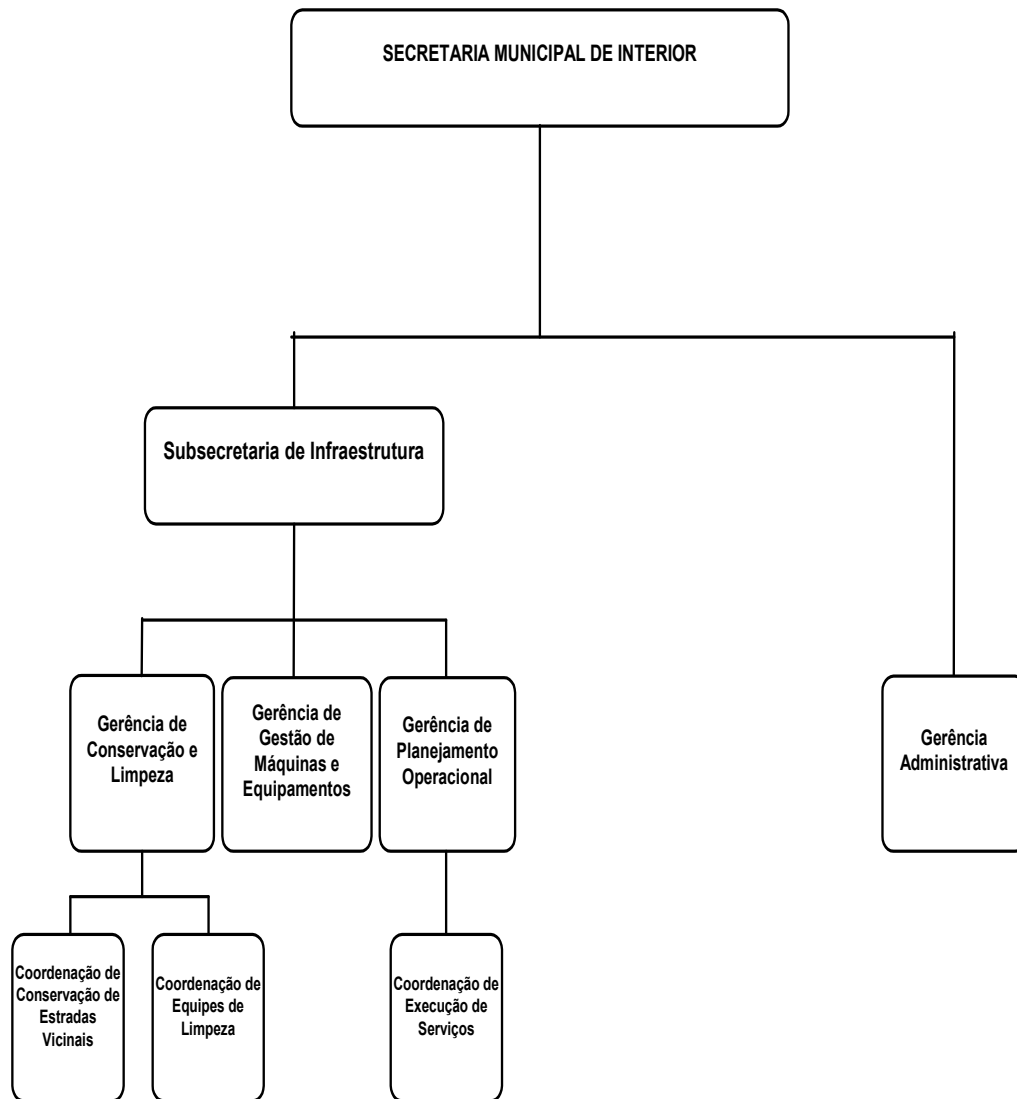 SECRETARIA MUNICIPAL DE INTERIOR
Subsecretaria de Infraestrutura
Gerência de
Conservação e
Limpeza
Gerência de
Gestão de
Máquinas e
Equipamentos
Gerência de
Planejamento
Operacional
Gerência
Administrativa
Coordenação de
Conservação de
Estradas
Vicinais
Coordenação de
Equipes de
Limpeza
Coordenação de
Execução de
Serviços